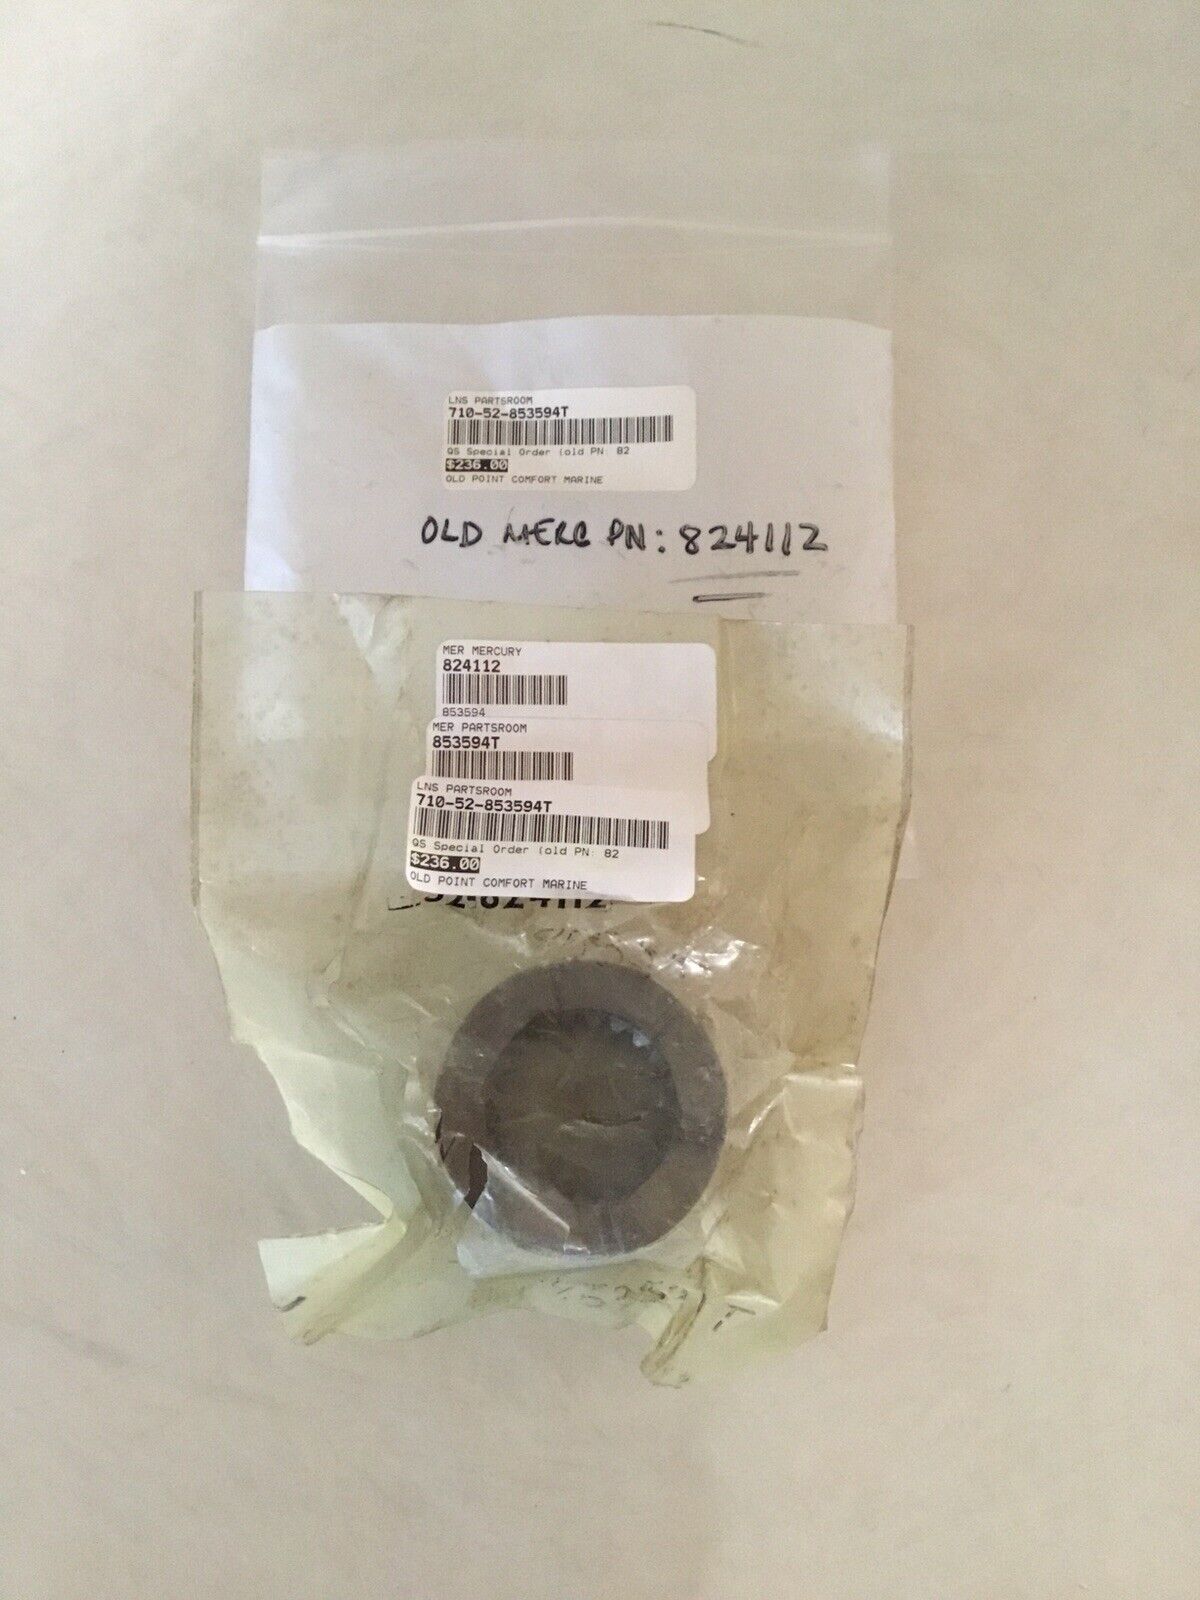 LNS PARTSROOM
710-52-853594T
QS Special Order (old PN: 82
$236.00
OLD POINT COMFORT MARINE
OLD MERC PN: 824112
MER MERCURY
824112
853594
MER PARTSROOM
853594T
LNS PARTSROOM
710-52-853594T
QS Special Order (old PN: 82
$236.00
OLD POINT COMFORT MARINE
52-824112